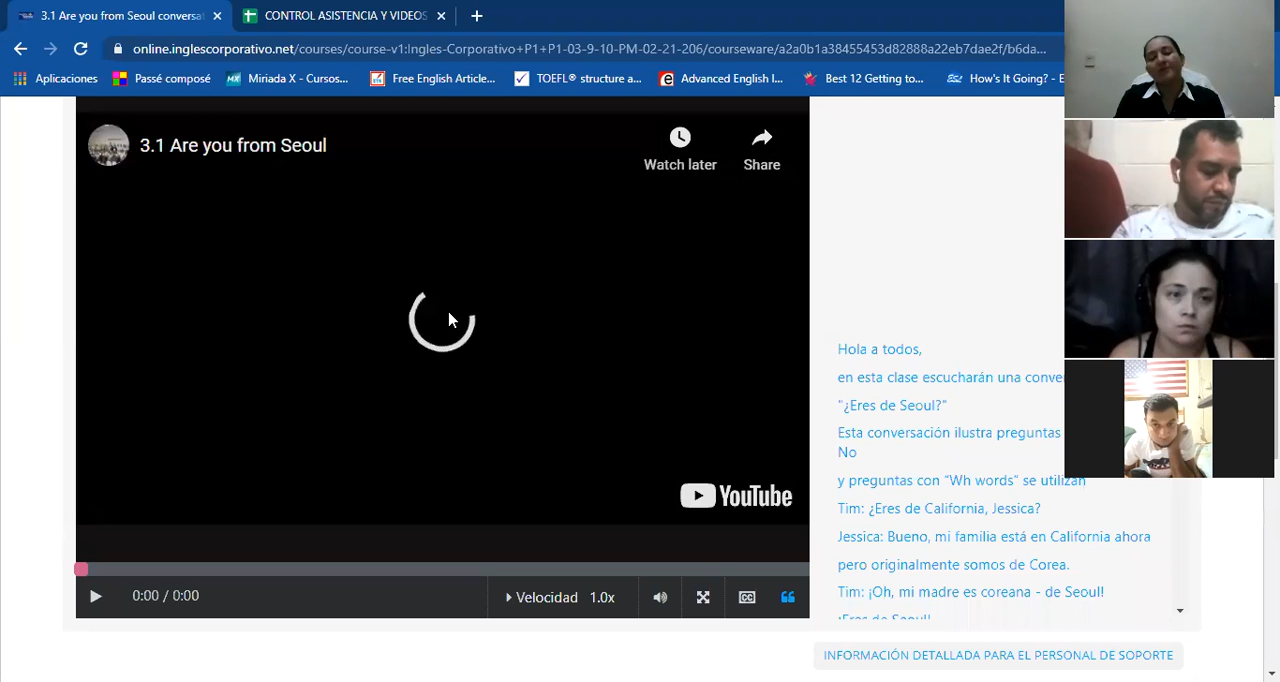 3.1 Are you from Seoul conversat
CONTROL ASISTENCIA Y VIDEOS
online.inglescorporativo.net/courses/course-v1:Ingles-Corporativo+P1+P1-03-9-10-PM-02-21-206/courseware/a2a0b1a38455453d82888a22eb7dae2f/b6da...
Aplicaciones
Passé composé
Miriada X - Cursos...
Free English Article...
TOEFL® structure a...
Advanced English I...
Best 12 Getting to...
How's It Going? - E
3.1 Are you from Seoul
Watch later
Share
YouTube
0:00 / 0:00
Velocidad 1.0x
Hola a todos,
en esta clase escucharán una conver
"¿Eres de Seoul?"
Esta conversación ilustra preguntas
No
y preguntas con "Wh words" se utilizan
Tim: ¿Eres de California, Jessica?
Jessica: Bueno, mi familia está en California ahora
pero originalmente somos de Corea.
Tim: ¡Oh, mi madre es coreana - de Seoul!
¿Eres de Seoul!
INFORMACIÓN DETALLADA PARA EL PERSONAL DE SOPORTE